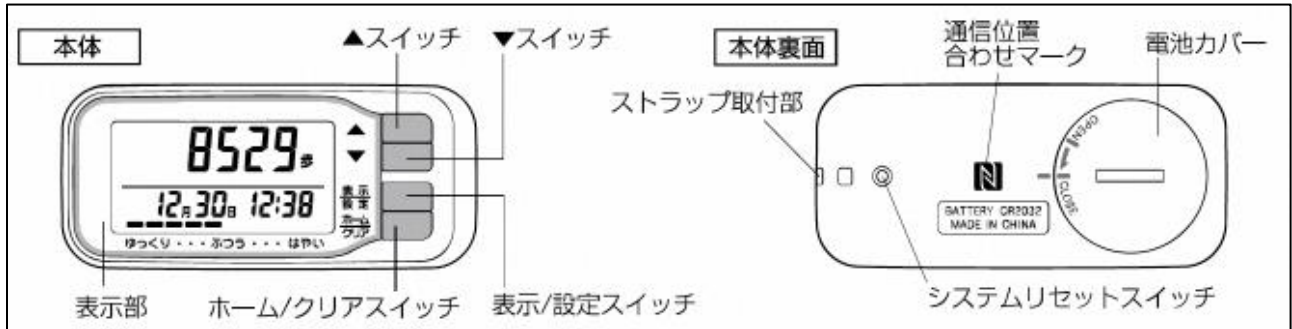 本体
▲スイッチ
▼スイッチ
8529歩
▲
▼
12月30日 12:38
表示
設定
ホーム
クリア
ゆっくり・・・ふつう・・・はやい
表示部
ホーム/クリアスイッチ
表示/設定スイッチ
本体裏面
通信位置
合わせマーク
電池カバー
ストラップ取付部
OPEN
CLOSE
N
BATTERY CR2032
MADE IN CHINA
システムリセットスイッチ